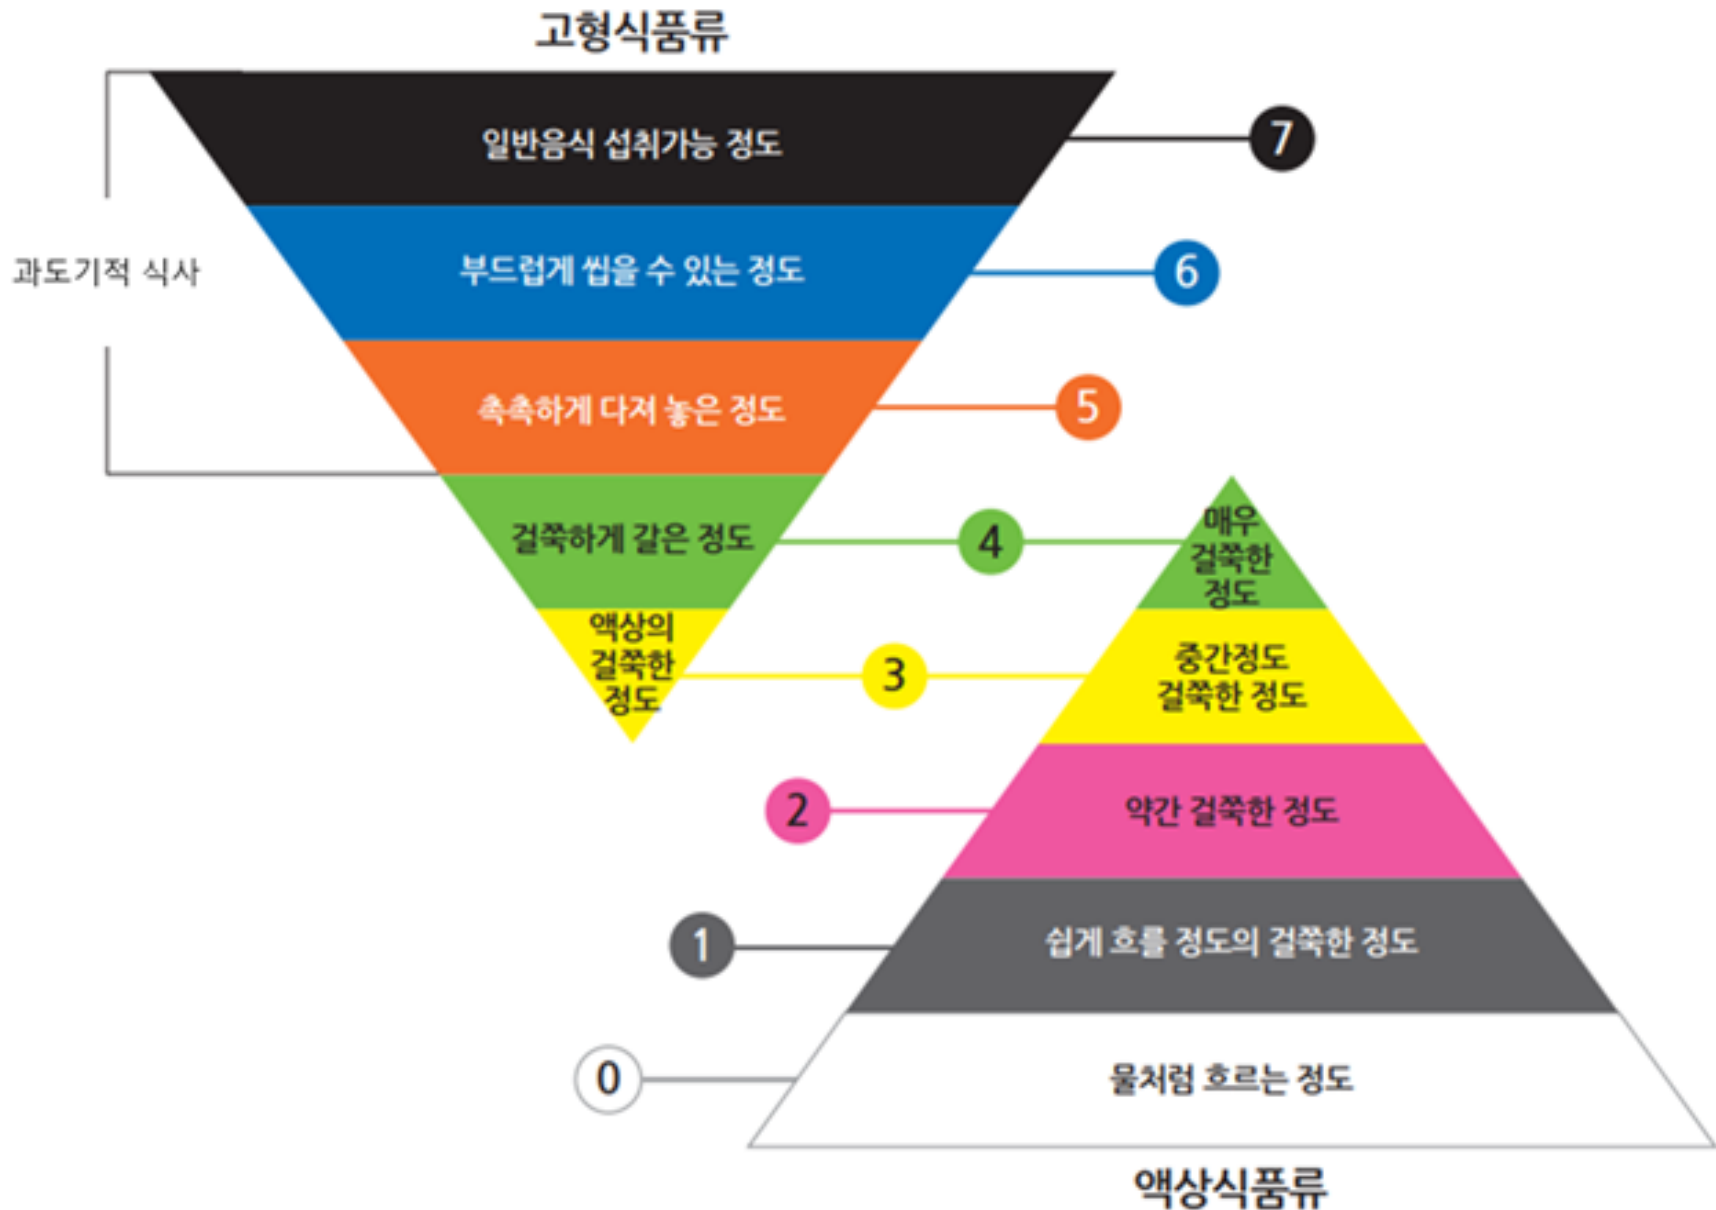 고형식품류
일반음식 섭취가능 정도
7
과도기적 식사
부드럽게 씹을 수 있는 정도
6
촉촉하게 다져 놓은 정도
5
걸쭉하게 갈은 정도
4
매우
걸쭉한
정도
액상의
걸쭉한
정도
3
중간정도
걸쭉한 정도
2
약간 걸쭉한 정도
1
쉽게 흐를 정도의 걸쭉한 정도
0
물처럼 흐르는 정도
액상식품류